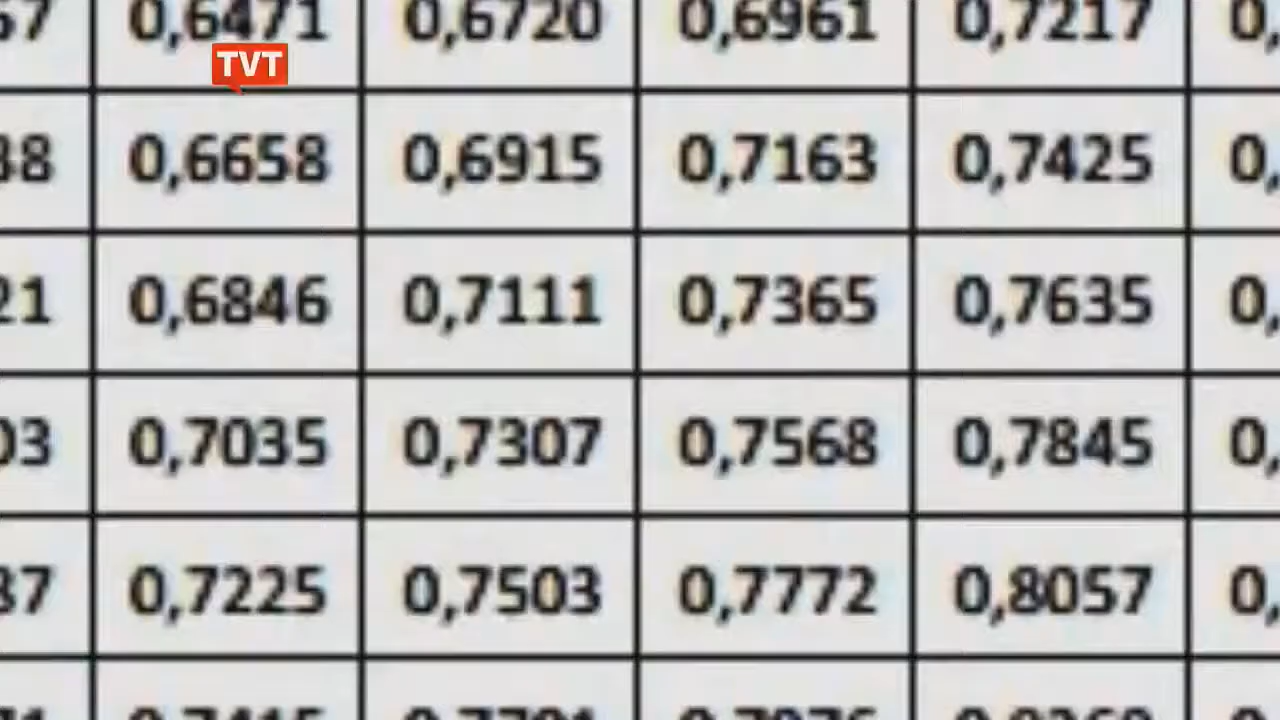 57 0,6471 0,6720 0,6961 0,7217 0,
TVT
38 0,6658 0,6915 0,7163 0,7425 0,
21 0,6846 0,7111 0,7365 0,7635 0,
03 0,7035 0,7307 0,7568 0,7845 0,
37 0,7225 0,7503 0,7772 0,8057 0,